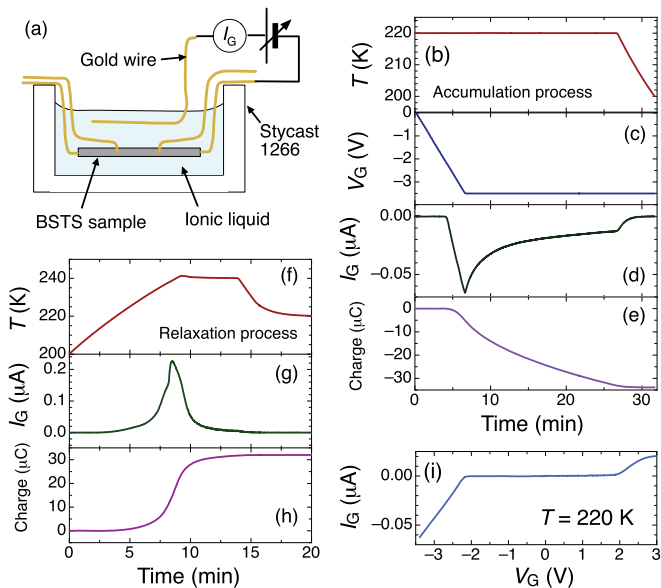 (a)
I_G
Gold wire
Stycast
1266
BSTS sample
Ionic liquid
220
210
200
T (K)
(b)
Accumulation process
−1
−2
−3
V_G (V)
(c)
0.00
−0.05
I_G (μA)
(d)
0
−10
−20
−30
Charge (μC)
(e)
0 10 20 30
Time (min)
240
220
200
T (K)
(f)
Relaxation process
0.2
0.1
0.0
I_G (μA)
(g)
30
20
10
0
Charge (μC)
(h)
0 5 10 15 20
Time (min)
0.00
−0.05
I_G (μA)
(i)
T = 220 K
−3 −2 −1 0 1 2 3
V_G (V)